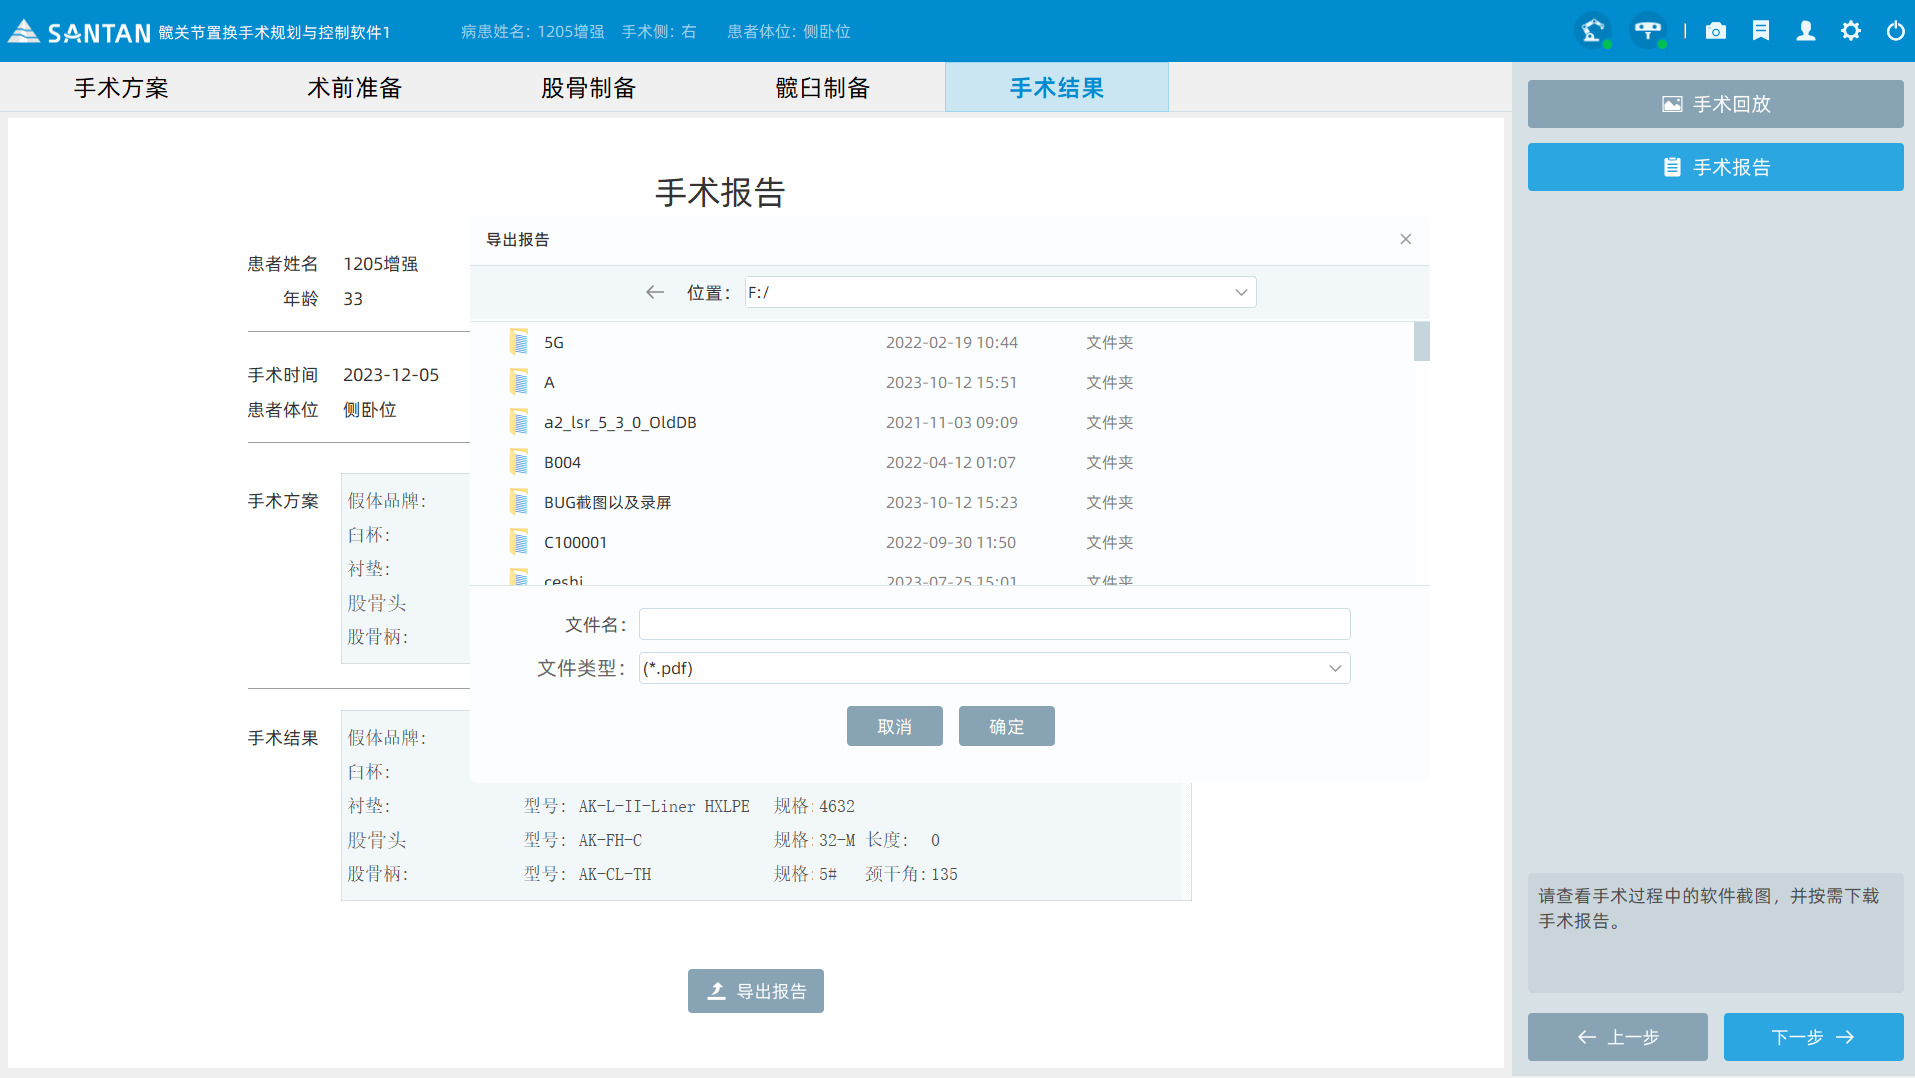 SANTAN 髋关节置换手术规划与控制软件1 病患姓名: 1205增强 手术侧: 右 患者体位: 侧卧位
手术方案 术前准备 股骨制备 髋臼制备 手术结果
手术回放
手术报告
手术报告
导出报告
患者姓名 1205增强
年龄 33
位置: F:/
5G 2022-02-19 10:44 文件夹
A 2023-10-12 15:51 文件夹
a2_lsr_5_3_0_OldDB 2021-11-03 09:09 文件夹
B004 2022-04-12 01:07 文件夹
BUG截图以及录屏 2023-10-12 15:23 文件夹
C100001 2022-09-30 11:50 文件夹
ceshi 2023-07-25 15:01 文件夹
手术时间 2023-12-05
患者体位 侧卧位
手术方案 假体品牌:
臼杯:
衬垫:
股骨头
股骨柄:
文件名:
文件类型: (*.pdf)
取消 确定
手术结果 假体品牌:
臼杯:
衬垫: 型号: AK-L-II-Liner HXLPE 规格: 4632
股骨头 型号: AK-FH-C 规格: 32-M 长度: 0
股骨柄: 型号: AK-CL-TH 规格: 5# 颈干角: 135
导出报告
请查看手术过程中的软件截图，并按需下载
手术报告。
上一步 下一步